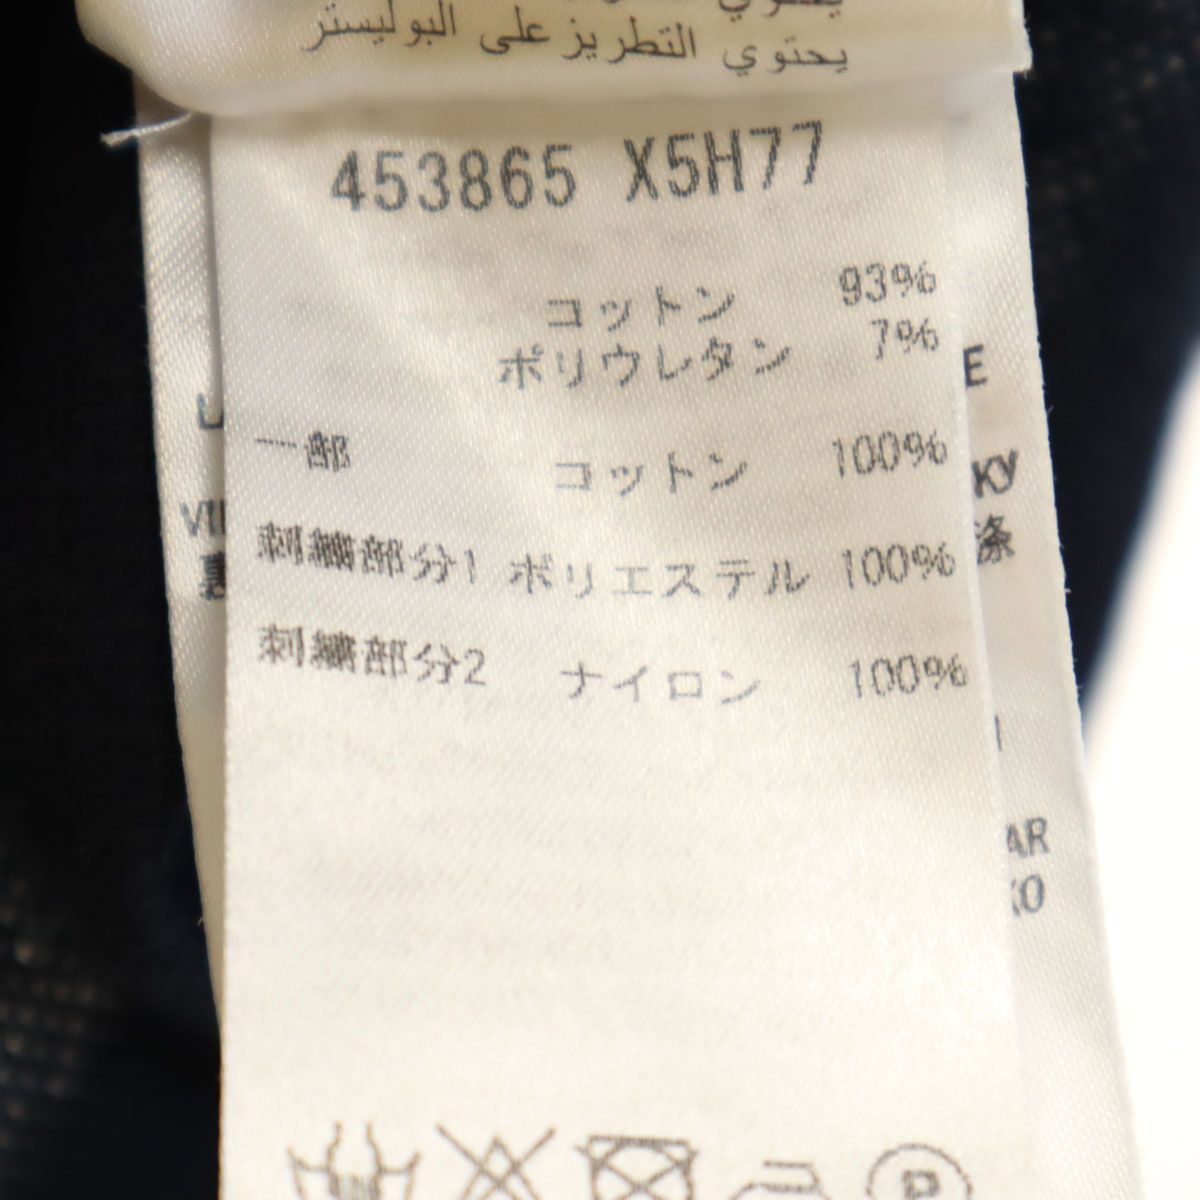 يحتوي التطريز على البوليستر
453865 X5H77
コットン 93%
ポリウレタン 7%
一部 コットン 100%
刺繍部分1 ポリエステル 100%
刺繍部分2 ナイロン 100%
P